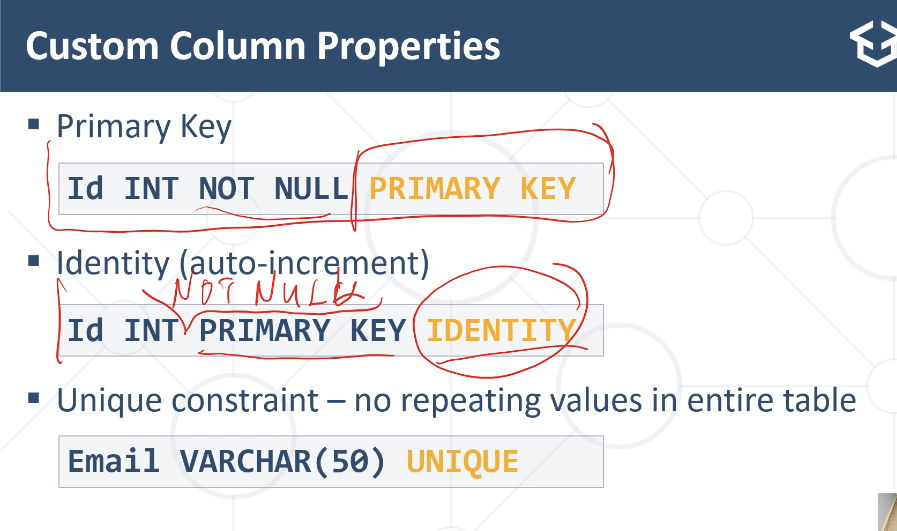 Custom Column Properties
▪ Primary Key
Id INT NOT NULL PRIMARY KEY
▪ Identity (auto-increment)
NOT NULL
Id INT PRIMARY KEY IDENTITY
▪ Unique constraint – no repeating values in entire table
Email VARCHAR(50) UNIQUE